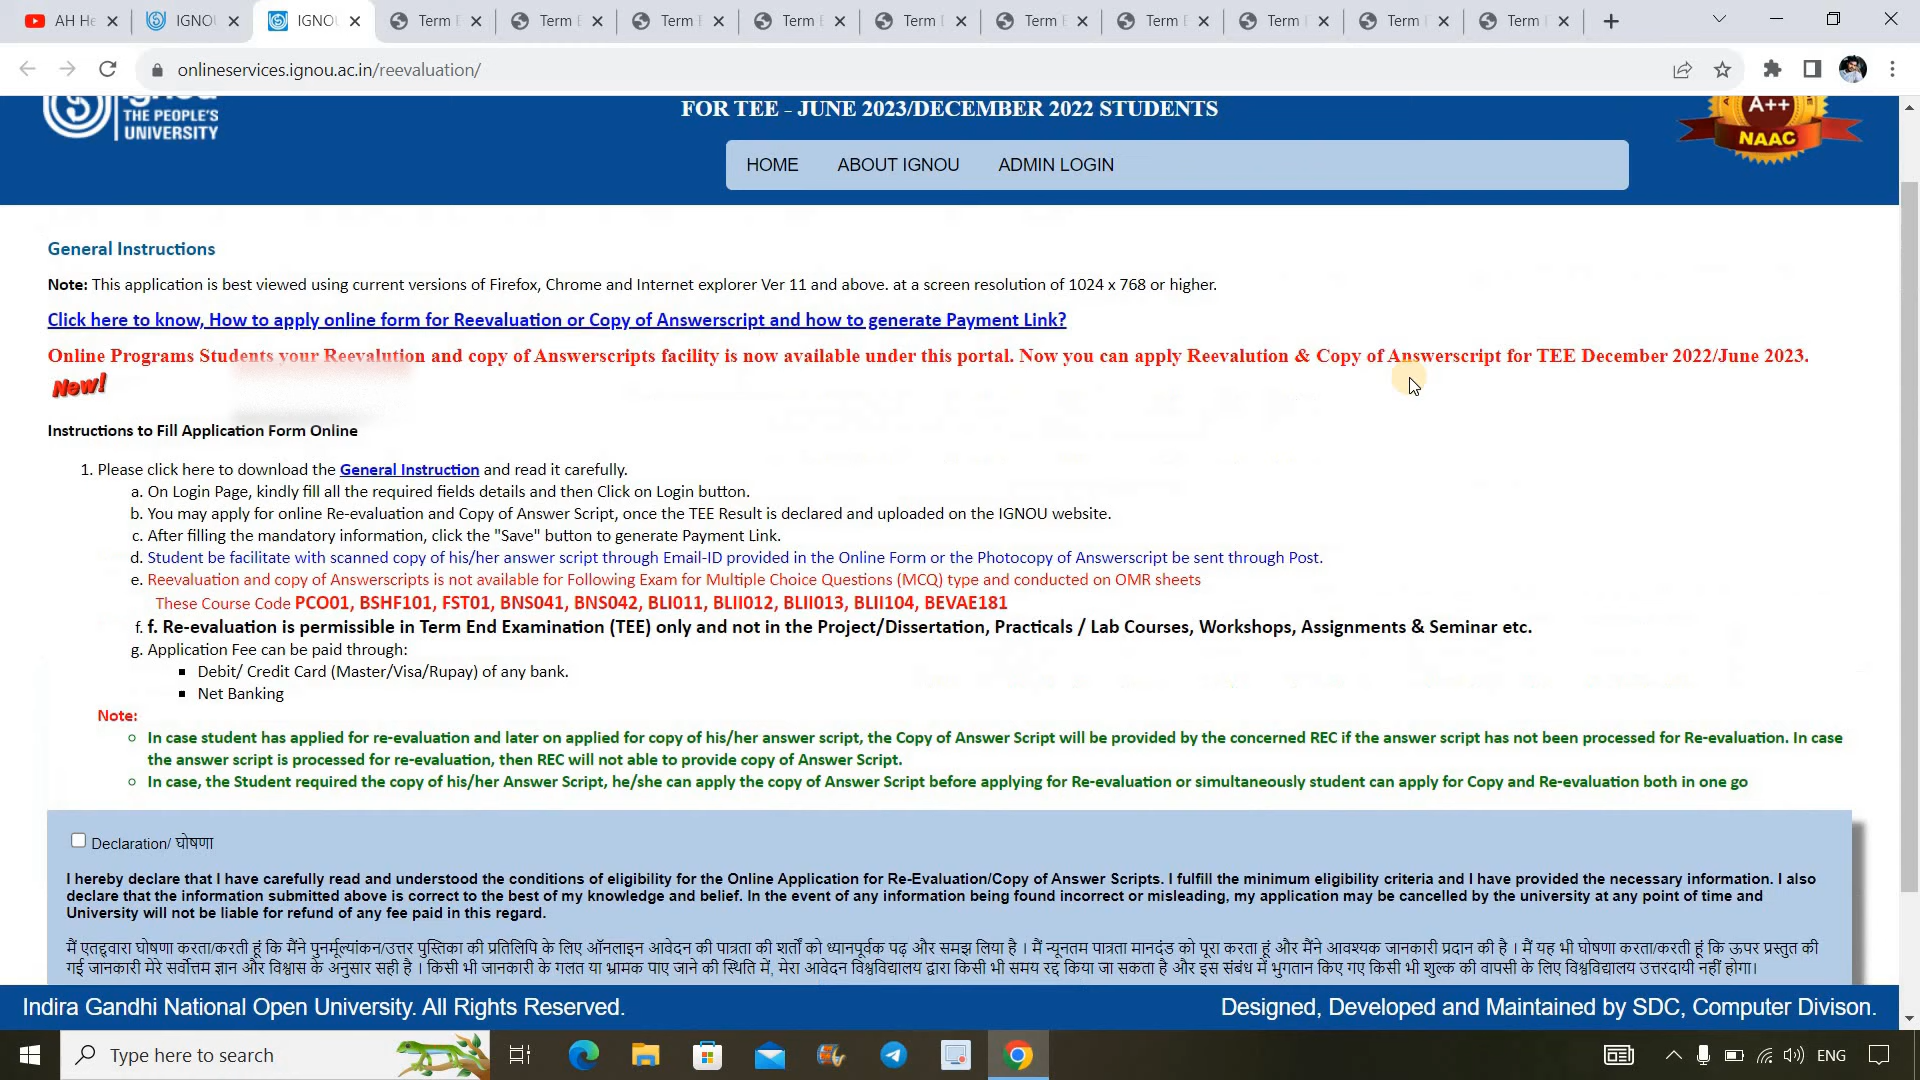 AH He
IGNOU
IGNOU
Term E
Term E
Term E
Term E
Term E
Term E
Term E
Term E
Term E
Term E
onlineservices.ignou.ac.in/reevaluation/
ignou
THE PEOPLE'S
UNIVERSITY
FOR TEE - JUNE 2023/DECEMBER 2022 STUDENTS
A++
NAAC
HOME ABOUT IGNOU ADMIN LOGIN
General Instructions
Note: This application is best viewed using current versions of Firefox, Chrome and Internet explorer Ver 11 and above. at a screen resolution of 1024 x 768 or higher.
Click here to know, How to apply online form for Reevaluation or Copy of Answerscript and how to generate Payment Link?
Online Programs Students your Reevalution and copy of Answerscripts facility is now available under this portal. Now you can apply Reevalution & Copy of Answerscript for TEE December 2022/June 2023.
New!
Instructions to Fill Application Form Online
1. Please click here to download the General Instruction and read it carefully.
a. On Login Page, kindly fill all the required fields details and then Click on Login button.
b. You may apply for online Re-evaluation and Copy of Answer Script, once the TEE Result is declared and uploaded on the IGNOU website.
c. After filling the mandatory information, click the "Save" button to generate Payment Link.
d. Student be facilitate with scanned copy of his/her answer script through Email-ID provided in the Online Form or the Photocopy of Answerscript be sent through Post.
e. Reevaluation and copy of Answerscripts is not available for Following Exam for Multiple Choice Questions (MCQ) type and conducted on OMR sheets
These Course Code PCO01, BSHF101, FST01, BNS041, BNS042, BLI011, BLII012, BLII013, BLII104, BEVAE181
f. f. Re-evaluation is permissible in Term End Examination (TEE) only and not in the Project/Dissertation, Practicals / Lab Courses, Workshops, Assignments & Seminar etc.
g. Application Fee can be paid through:
▪ Debit/ Credit Card (Master/Visa/Rupay) of any bank.
▪ Net Banking
Note:
○ In case student has applied for re-evaluation and later on applied for copy of his/her answer script, the Copy of Answer Script will be provided by the concerned REC if the answer script has not been processed for Re-evaluation. In case
the answer script is processed for re-evaluation, then REC will not able to provide copy of Answer Script.
○ In case, the Student required the copy of his/her Answer Script, he/she can apply the copy of Answer Script before applying for Re-evaluation or simultaneously student can apply for Copy and Re-evaluation both in one go
Declaration/ घोषणा
I hereby declare that I have carefully read and understood the conditions of eligibility for the Online Application for Re-Evaluation/Copy of Answer Scripts. I fulfill the minimum eligibility criteria and I have provided the necessary information. I also
declare that the information submitted above is correct to the best of my knowledge and belief. In the event of any information being found incorrect or misleading, my application may be cancelled by the university at any point of time and
University will not be liable for refund of any fee paid in this regard.
मैं एतद्द्वारा घोषणा करता/करती हूं कि मैंने पुनर्मूल्यांकन/उत्तर पुस्तिका की प्रतिलिपि के लिए ऑनलाइन आवेदन की पात्रता की शर्तों को ध्यानपूर्वक पढ़ और समझ लिया है । मैं न्यूनतम पात्रता मानदंड को पूरा करता हूं और मैंने आवश्यक जानकारी प्रदान की है । मैं यह भी घोषणा करता/करती हूं कि ऊपर प्रस्तुत की
गई जानकारी मेरे सर्वोत्तम ज्ञान और विश्वास के अनुसार सही है । किसी भी जानकारी के गलत या भ्रामक पाए जाने की स्थिति में, मेरा आवेदन विश्वविद्यालय द्वारा किसी भी समय रद्द किया जा सकता है और इस संबंध में भुगतान किए गए किसी भी शुल्क की वापसी के लिए विश्वविद्यालय उत्तरदायी नहीं होगा।
Indira Gandhi National Open University. All Rights Reserved. Designed, Developed and Maintained by SDC, Computer Divison.
Type here to search
ENG